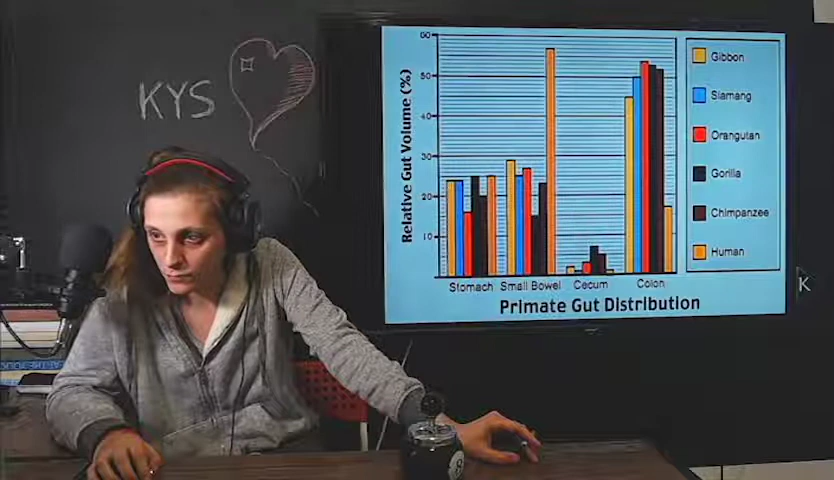 KYS
60
50
40
30
20
10
Relative Gut Volume (%)
Stomach Small Bowel Cecum Colon
Primate Gut Distribution
Gibbon
Siamang
Orangutan
Gorilla
Chimpanzee
Human
K
8